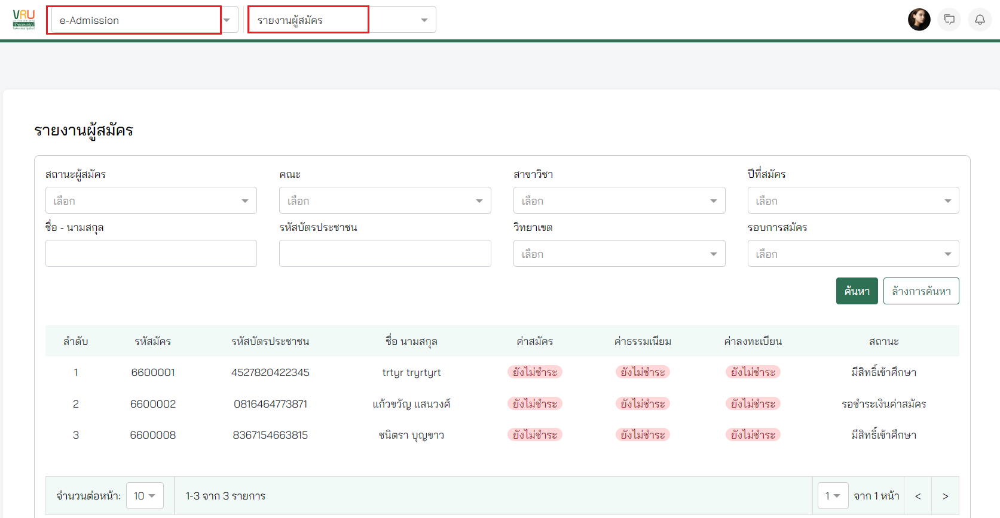 VRU
e-Admission
รายงานผู้สมัคร
รายงานผู้สมัคร
สถานะผู้สมัคร คณะ สาขาวิชา ปีที่สมัคร
เลือก เลือก เลือก เลือก
ชื่อ - นามสกุล รหัสบัตรประชาชน วิทยาเขต รอบการสมัคร
เลือก เลือก
ค้นหา ล้างการค้นหา
ลำดับ รหัสมัคร รหัสบัตรประชาชน ชื่อ นามสกุล ค่าสมัคร ค่าธรรมเนียม ค่าลงทะเบียน สถานะ
1 6600001 4527820422345 trtyr tryrtyrt ยังไม่ชำระ ยังไม่ชำระ ยังไม่ชำระ มีสิทธิ์เข้าศึกษา
2 6600002 0816464773871 แก้วขวัญ แสนวงศ์ ยังไม่ชำระ ยังไม่ชำระ ยังไม่ชำระ รอชำระเงินค่าสมัคร
3 6600008 8367154663815 ชนิตรา บุญขาว ยังไม่ชำระ ยังไม่ชำระ ยังไม่ชำระ มีสิทธิ์เข้าศึกษา
จำนวนต่อหน้า: 10 1-3 จาก 3 รายการ 1 จาก 1 หน้า < >